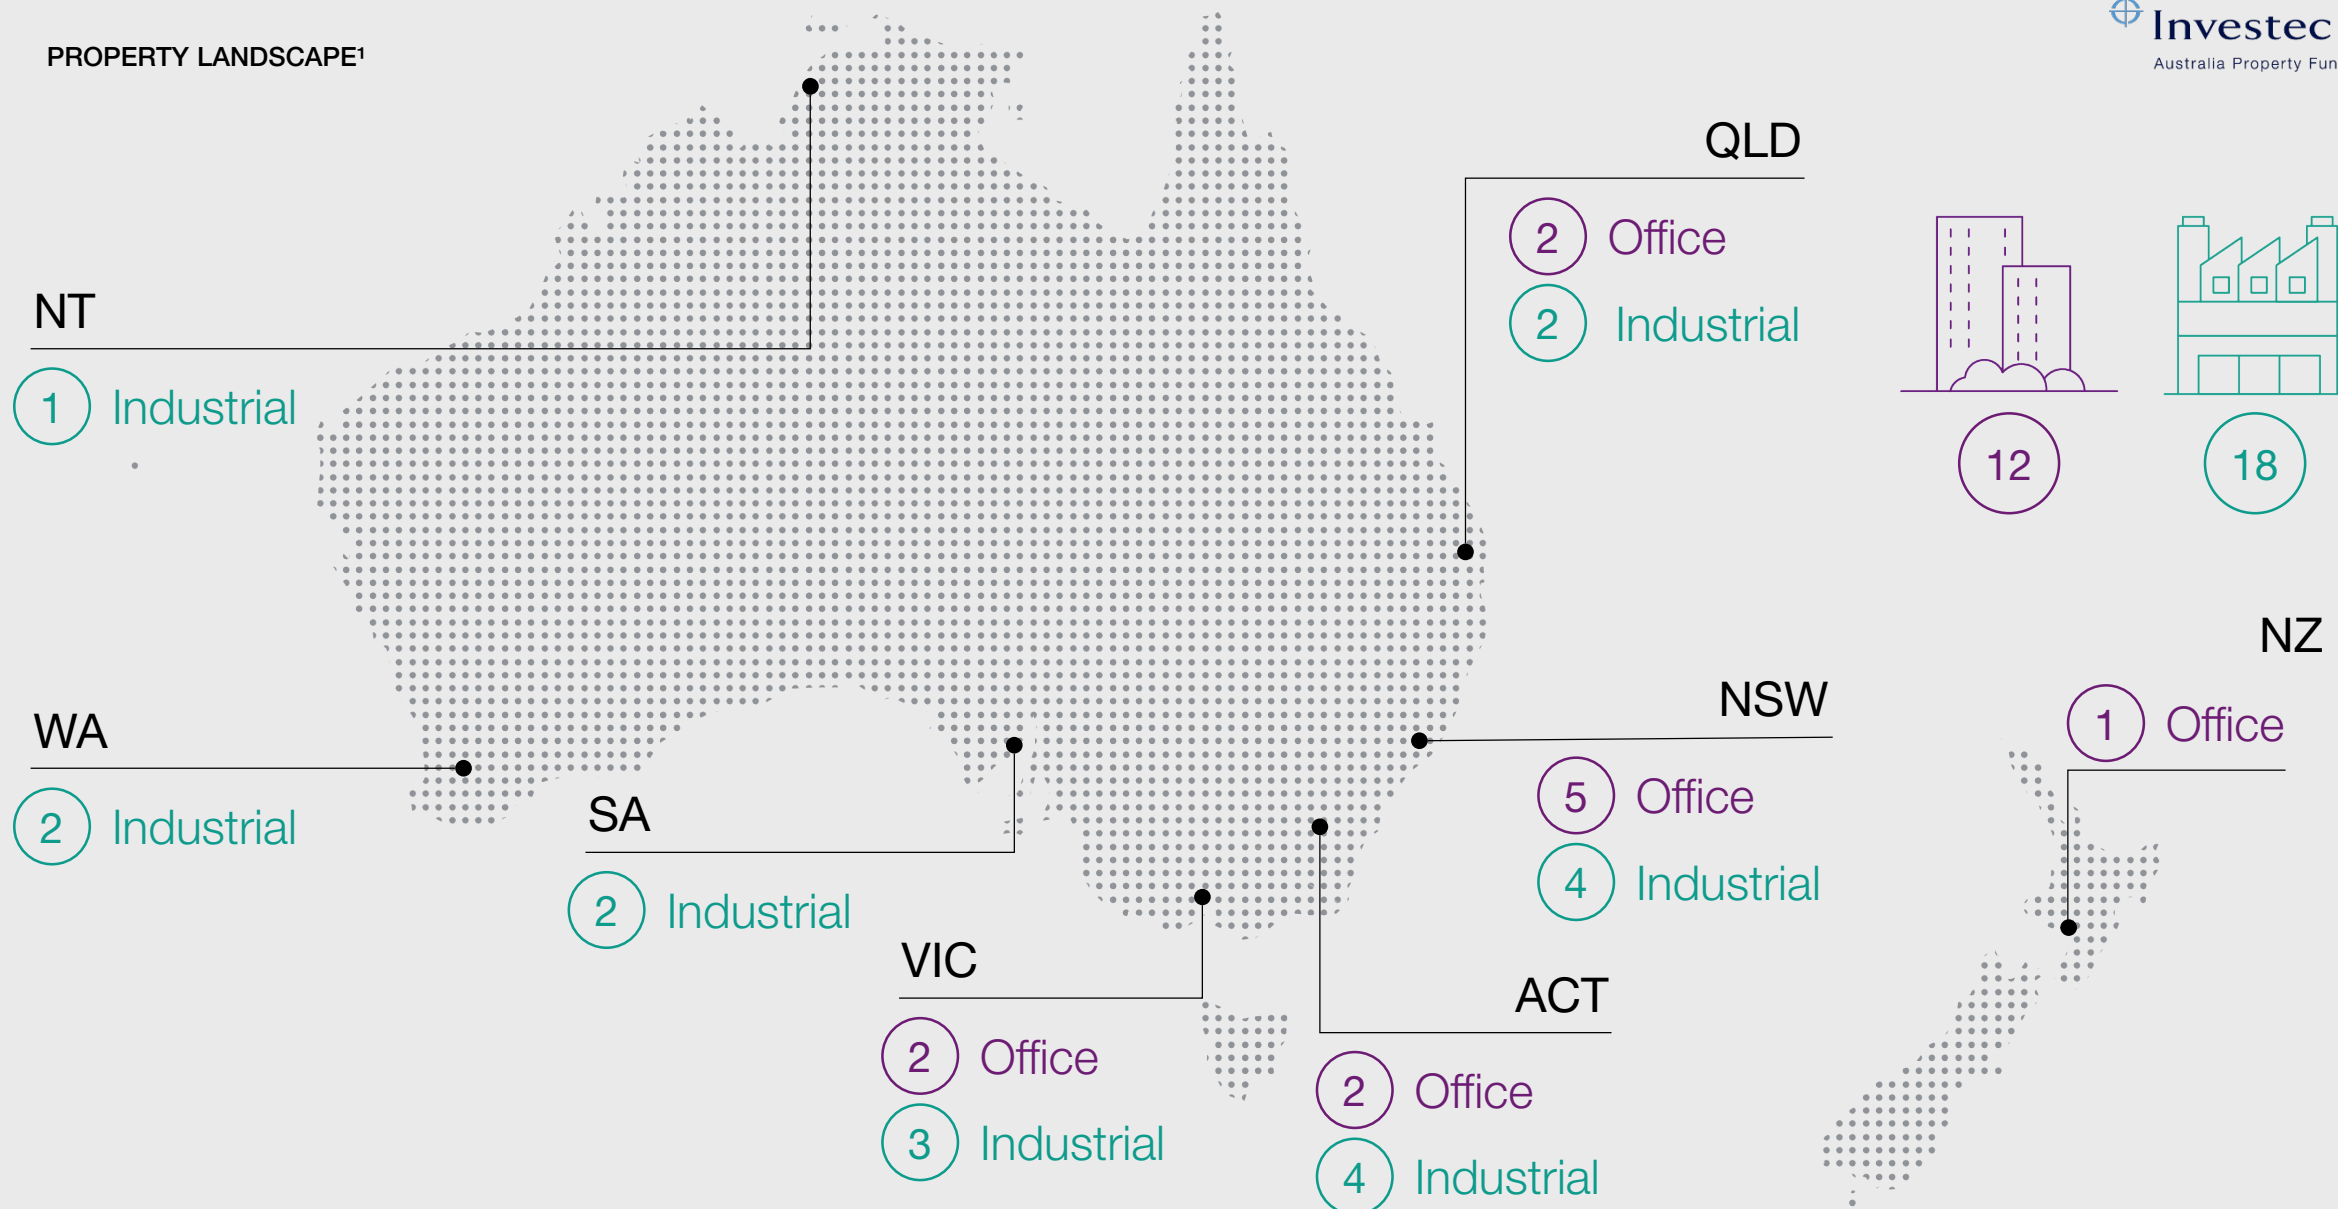 PROPERTY LANDSCAPE¹
Investec
Australia Property Fun
QLD
2 Office
2 Industrial
12
18
NT
1 Industrial
NZ
1 Office
NSW
5 Office
4 Industrial
WA
2 Industrial
SA
2 Industrial
VIC
2 Office
3 Industrial
ACT
2 Office
4 Industrial